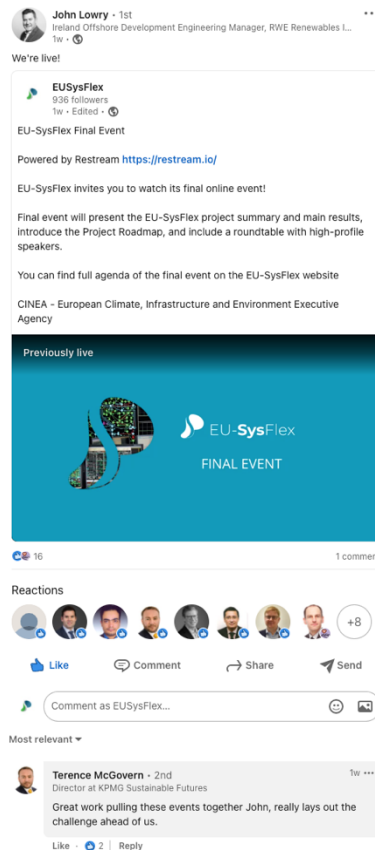 John Lowry • 1st
Ireland Offshore Development Engineering Manager, RWE Renewables I...
1w •
We're live!
EUSysFlex
936 followers
1w • Edited •
EU-SysFlex Final Event
Powered by Restream https://restream.io/
EU-SysFlex invites you to watch its final online event!
Final event will present the EU-SysFlex project summary and main results,
introduce the Project Roadmap, and include a roundtable with high-profile
speakers.
You can find full agenda of the final event on the EU-SysFlex website
CINEA - European Climate, Infrastructure and Environment Executive
Agency
Previously live
EU-SysFlex
FINAL EVENT
16
1 commen
Reactions
+8
Like
Comment
Share
Send
Comment as EUSysFlex...
Most relevant
Terence McGovern • 2nd
1w •••
Director at KPMG Sustainable Futures
Great work pulling these events together John, really lays out the
challenge ahead of us.
Like • 2 | Reply